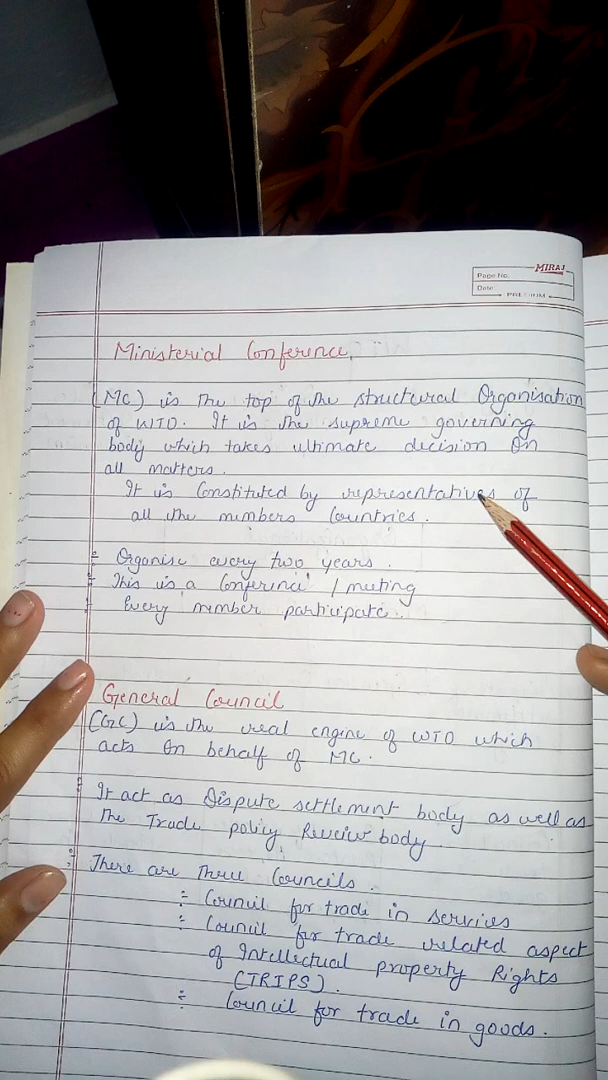 MIRAJ
Page No.
Date
PREMIUM
Ministerial Conference,
(MC) is the top of the structural Organisation
of WTO. It is the supreme governing
body which takes ultimate decision on
all matters.
It is Constituted by representatives of
all the members Countries.
Organise every two years.
This is a Conference / meeting
Every member participate.
General Council
(GC) is the real engine of WTO which
acts on behalf of MC.
It act as Dispute settlement body as well as
the Trade policy Review body.
There are Three Councils.
÷ Council for trade in services
÷ Council for trade related aspect
of Intellectual property Rights
(TRIPS).
÷ Council for trade in goods.